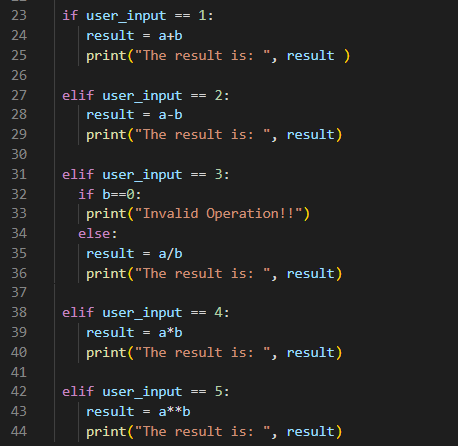 23 if user_input == 1:
24 result = a+b
25 print("The result is: ", result )
26
27 elif user_input == 2:
28 result = a-b
29 print("The result is: ", result)
30
31 elif user_input == 3:
32 if b==0:
33 print("Invalid Operation!!")
34 else:
35 result = a/b
36 print("The result is: ", result)
37
38 elif user_input == 4:
39 result = a*b
40 print("The result is: ", result)
41
42 elif user_input == 5:
43 result = a**b
44 print("The result is: ", result)